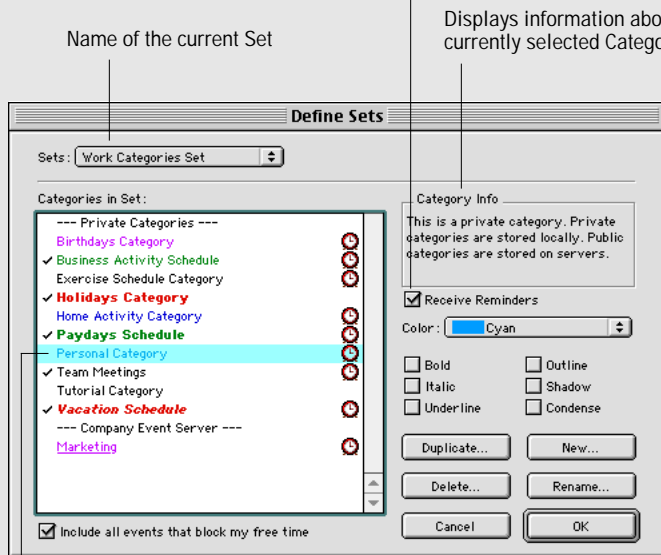 Displays information abo
currently selected Catego
Name of the current Set
Define Sets
Sets: Work Categories Set
Categories in Set:
--- Private Categories ---
Birthdays Category
Business Activity Schedule
Exercise Schedule Category
Holidays Category
Home Activity Category
Paydays Schedule
Personal Category
Team Meetings
Tutorial Category
Vacation Schedule
--- Company Event Server ---
Marketing
Include all events that block my free time
Category Info
This is a private category. Private
categories are stored locally. Public
categories are stored on servers.
Receive Reminders
Color: Cyan
Bold Outline
Italic Shadow
Underline Condense
Duplicate... New...
Delete... Rename...
Cancel OK